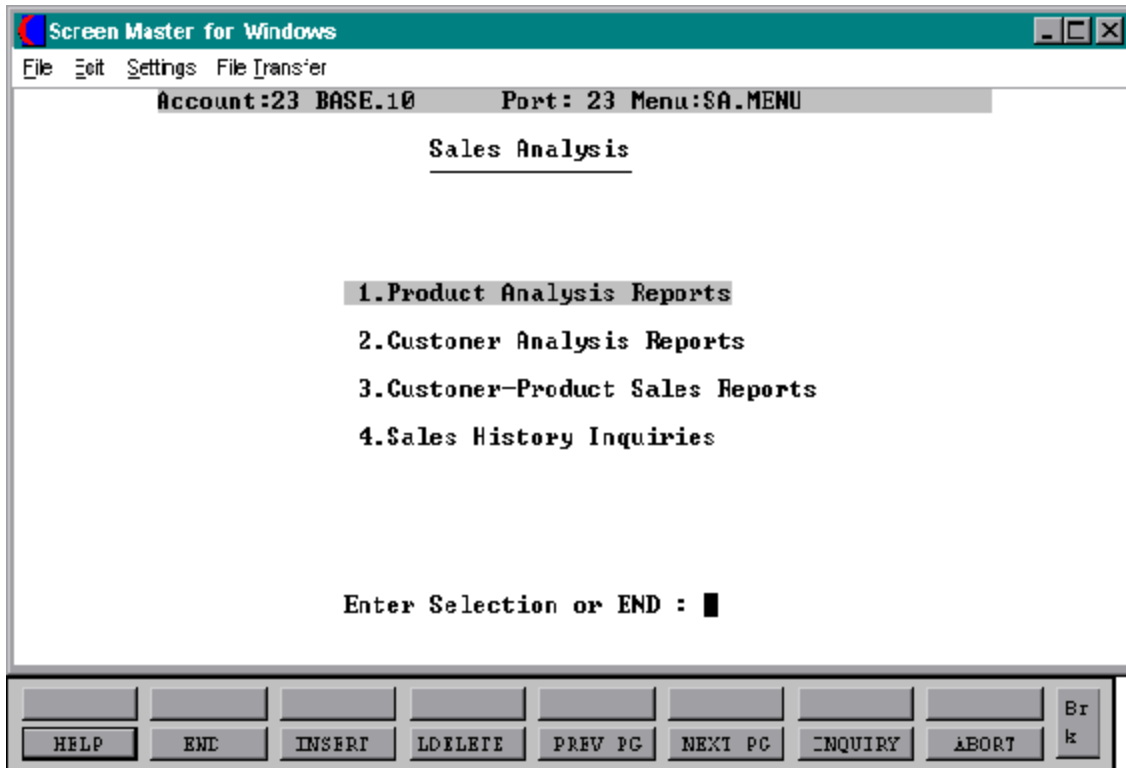 Screen Master for Windows
File Edit Settings File Transfer
Account:23 BASE.10 Port: 23 Menu:SA.MENU
Sales Analysis
1.Product Analysis Reports
2.Customer Analysis Reports
3.Customer-Product Sales Reports
4.Sales History Inquiries
Enter Selection or END :
HELP END INSERT LDELETE PREV PG NEXT PG INQUIRY ABORT Br k